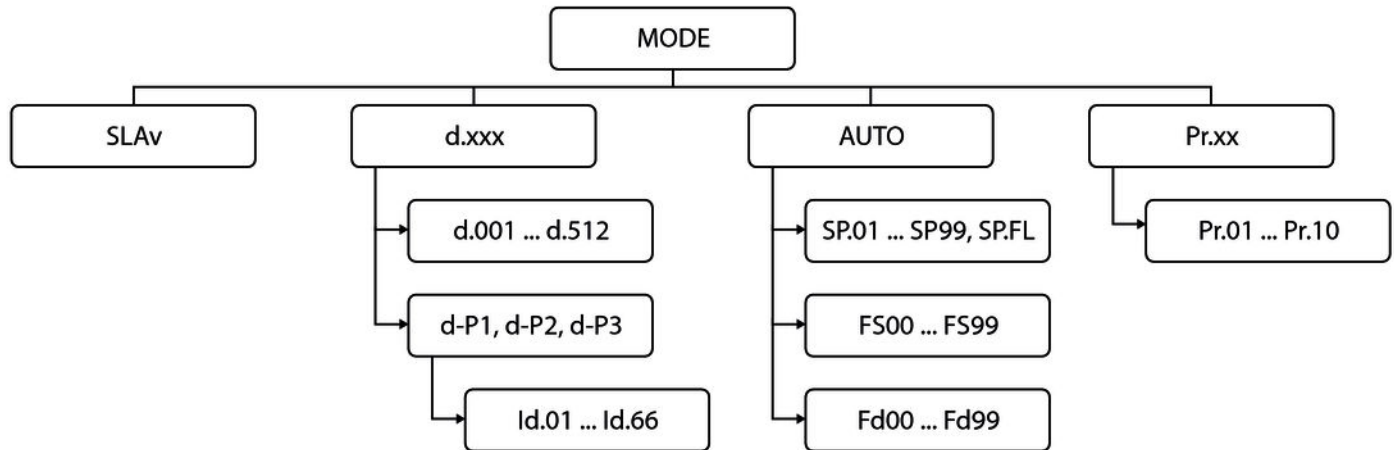 MODE
SLAv
d.xxx
AUTO
Pr.xx
d.001 ... d.512
SP.01 ... SP99, SP.FL
Pr.01 ... Pr.10
d-P1, d-P2, d-P3
FS00 ... FS99
Id.01 ... Id.66
Fd00 ... Fd99